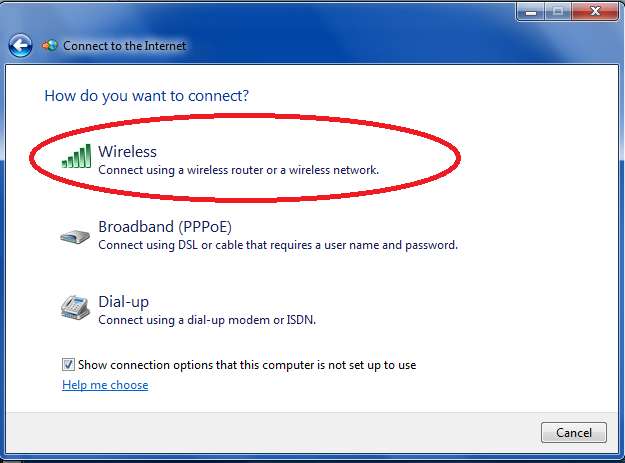 Connect to the Internet
How do you want to connect?
Wireless
Connect using a wireless router or a wireless network.
Broadband (PPPoE)
Connect using DSL or cable that requires a user name and password.
Dial-up
Connect using a dial-up modem or ISDN.
Show connection options that this computer is not set up to use
Help me choose
Cancel